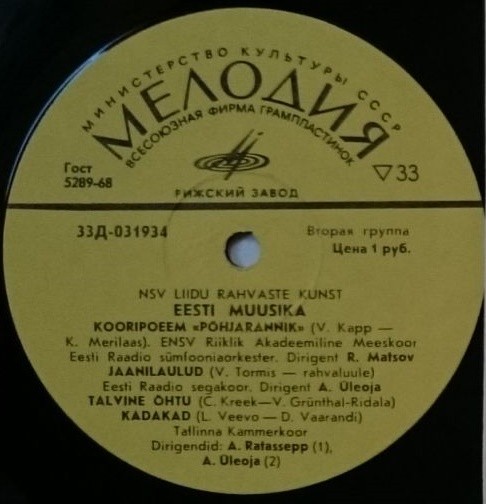 МИНИСТЕРСТВО КУЛЬТУРЫ СССР
МЕЛОДИЯ
ВСЕСОЮЗНАЯ ФИРМА ГРАМПЛАСТИНОК
Гост
5289-68
▽33
РИЖСКИЙ ЗАВОД
33Д-031934
Вторая группа
Цена 1 руб.
NSV LIIDU RAHVASTE KUNST
EESTI MUUSIKA
KOORIPOEEM «PÕHJARANNIK» (V. Kapp —
K. Merilaas). ENSV Riiklik Akadeemiline Meeskoor
Eesti Raadio sümfooniaorkester. Dirigent R. Matsov
JAANILAULUD (V. Tormis — rahvaluule)
Eesti Raadio segakoor. Dirigent A. Üleoja
TALVINE ÕHTU (C. Kreek—V. Grünthal-Ridala)
KADAKAD (L. Veevo — D. Vaarandi)
Tallinna Kammerkoor
Dirigendid: A. Ratassepp (1),
A. Üleoja (2)